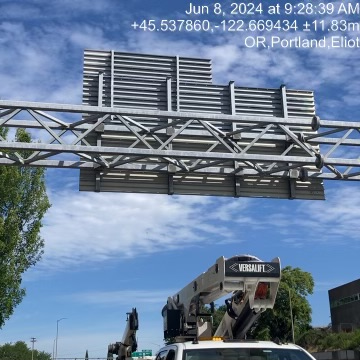 Jun 8, 2024 at 9:28:39 AM
+45.537860,-122.669434 ±11.83m
OR,Portland,Eliot
VERSALIFT